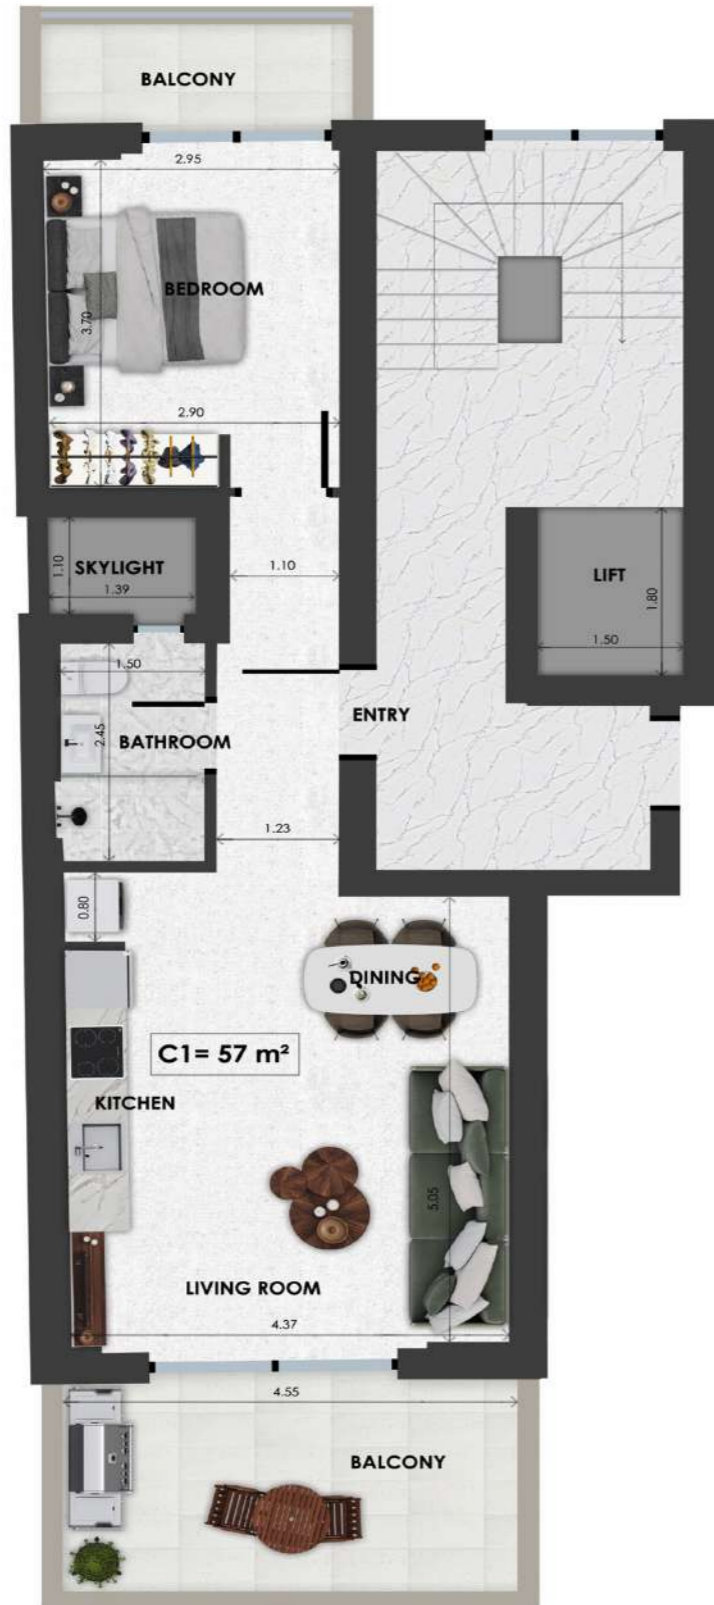 BALCONY
2.95
BEDROOM
3.70
2.90
SKYLIGHT
1.10
1.39
1.10
LIFT
1.80
1.50
1.50
ENTRY
BATHROOM
2.45
1.23
0.80
DINING
C1= 57 m²
KITCHEN
5.05
LIVING ROOM
4.37
4.55
BALCONY